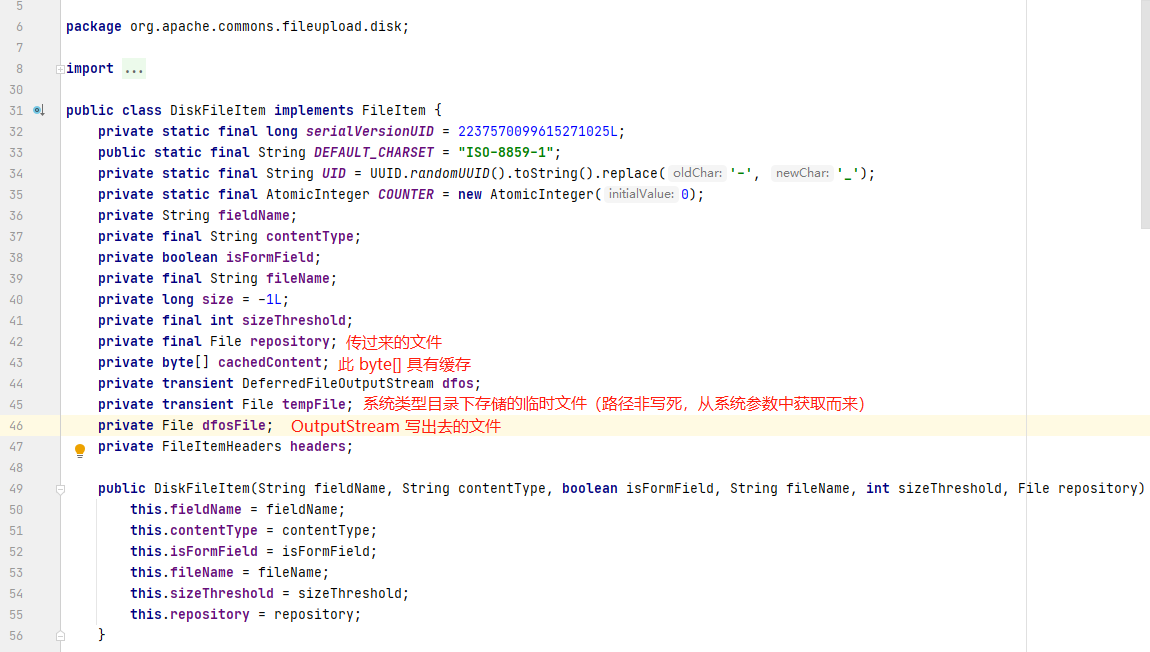 5
6 package org.apache.commons.fileupload.disk;
7
8 import ...
30
31 public class DiskFileItem implements FileItem {
32 private static final long serialVersionUID = 2237570099615271025L;
33 public static final String DEFAULT_CHARSET = "ISO-8859-1";
34 private static final String UID = UUID.randomUUID().toString().replace( oldChar: '-', newChar: '_');
35 private static final AtomicInteger COUNTER = new AtomicInteger( initialValue: 0);
36 private String fieldName;
37 private final String contentType;
38 private boolean isFormField;
39 private final String fileName;
40 private long size = -1L;
41 private final int sizeThreshold;
42 private final File repository; 传过来的文件
43 private byte[] cachedContent; 此 byte[] 具有缓存
44 private transient DeferredFileOutputStream dfos;
45 private transient File tempFile; 系统类型目录下存储的临时文件（路径非写死，从系统参数中获取而来）
46 private File dfosFile; OutputStream 写出去的文件
47 private FileItemHeaders headers;
48
49 public DiskFileItem(String fieldName, String contentType, boolean isFormField, String fileName, int sizeThreshold, File repository)
50 this.fieldName = fieldName;
51 this.contentType = contentType;
52 this.isFormField = isFormField;
53 this.fileName = fileName;
54 this.sizeThreshold = sizeThreshold;
55 this.repository = repository;
56 }